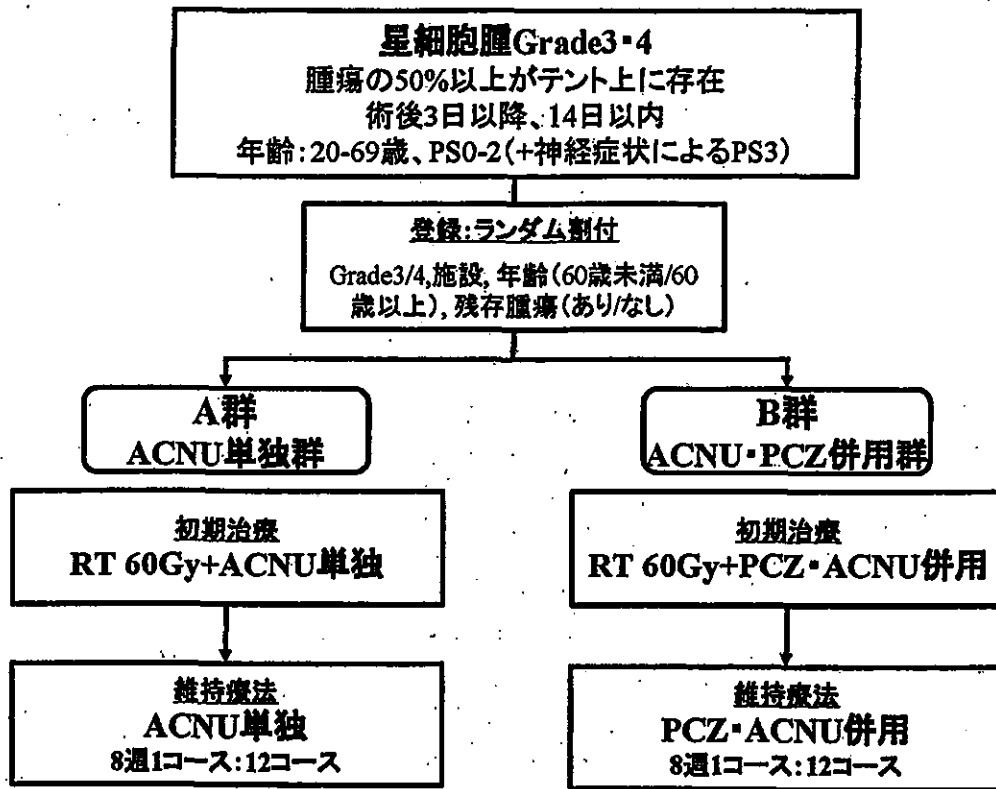 星細胞腫Grade3・4
腫瘍の50%以上がテント上に存在
術後3日以降、14日以内
年齢：20-69歳、PS0-2（+神経症状によるPS3）
登録：ランダム割付
Grade3/4,施設, 年齢（60歳未満/60
歳以上）, 残存腫瘍（あり/なし）
A群
ACNU単独群
B群
ACNU・PCZ併用群
初期治療
RT 60Gy+ACNU単独
初期治療
RT 60Gy+PCZ・ACNU併用
維持療法
ACNU単独
8週1コース：12コース
維持療法
PCZ・ACNU併用
8週1コース：12コース